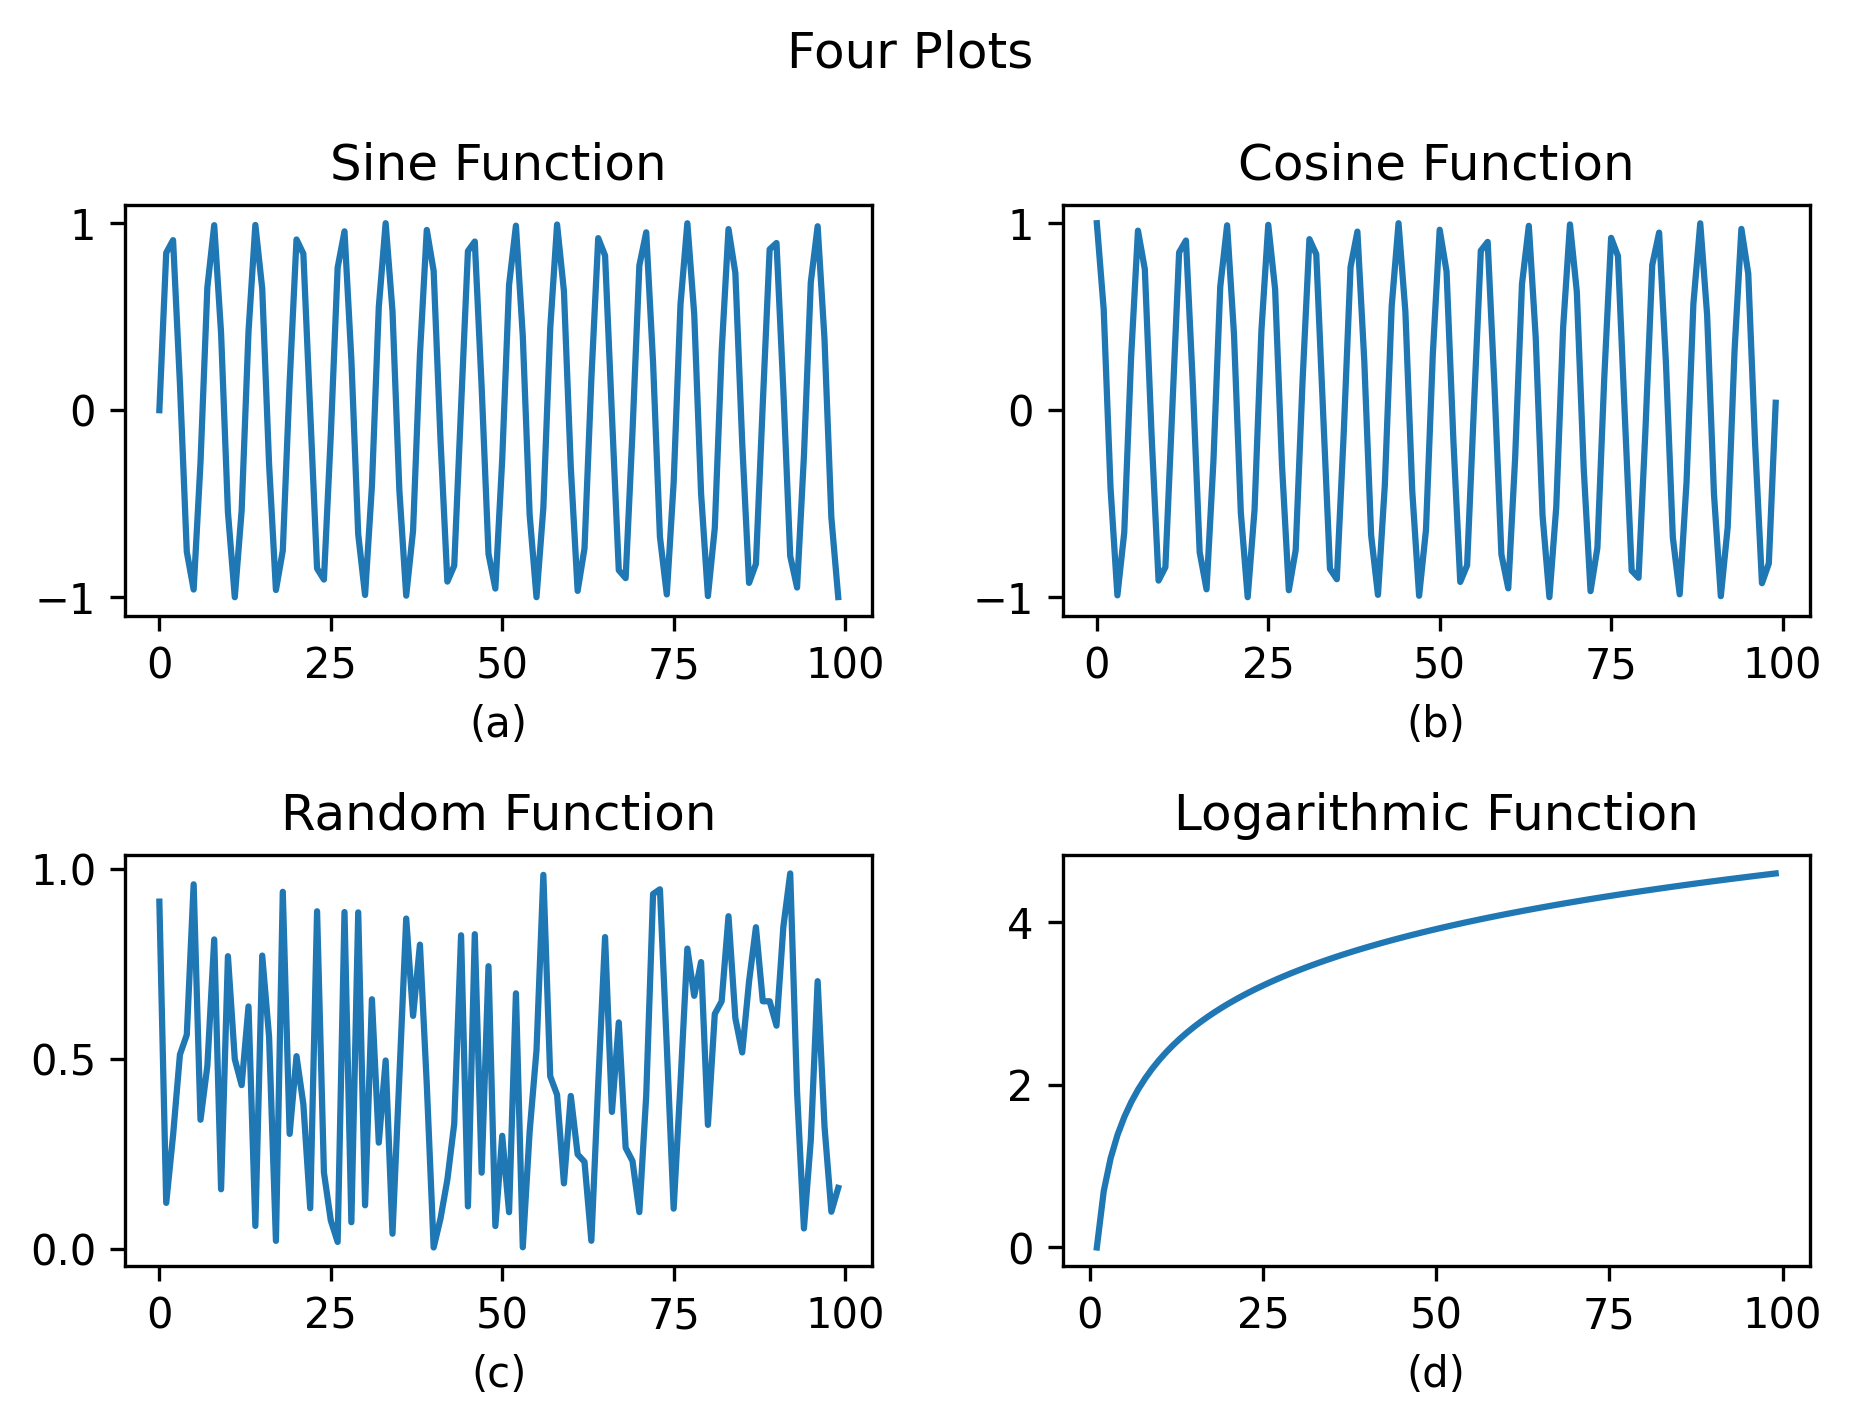 Four Plots
Sine Function
1
0
−1
0 25 50 75 100
(a)
Cosine Function
1
0
−1
0 25 50 75 100
(b)
Random Function
1.0
0.5
0.0
0 25 50 75 100
(c)
Logarithmic Function
4
2
0
0 25 50 75 100
(d)